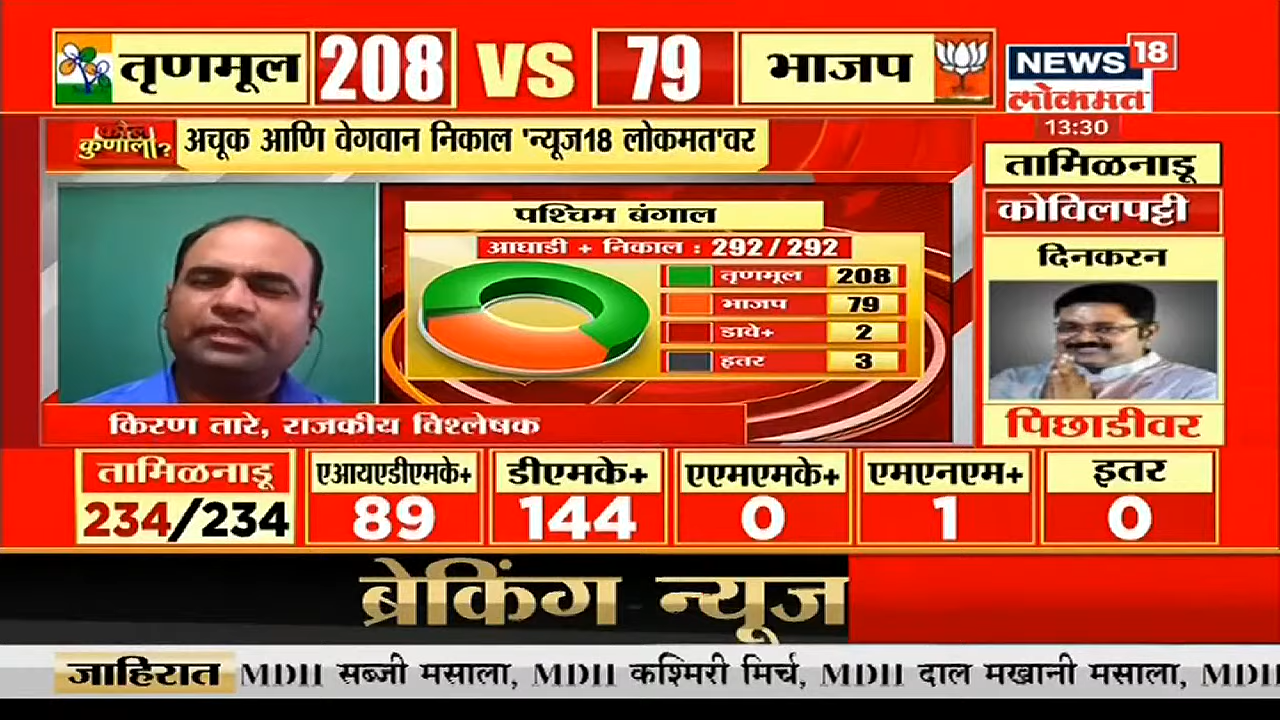 तृणमूल 208 VS 79 भाजप
NEWS 18
लोकमत
13:30
कौल कुणाला?
अचूक आणि वेगवान निकाल 'न्यूज18 लोकमत'वर
पश्चिम बंगाल
आघाडी + निकाल : 292/292
तृणमूल 208
भाजप 79
डावे+ 2
इतर 3
किरण तारे, राजकीय विश्लेषक
तामिळनाडू
कोविलपट्टी
दिनकरन
पिछाडीवर
तामिळनाडू एआयएडीएमके+ डीएमके+ एएमएमके+ एमएनएम+ इतर
234/234 89 144 0 1 0
ब्रेकिंग न्यूज
जाहिरात MDH सब्जी मसाला, MDH कश्मिरी मिर्च, MDH दाल मखानी मसाला, MDH